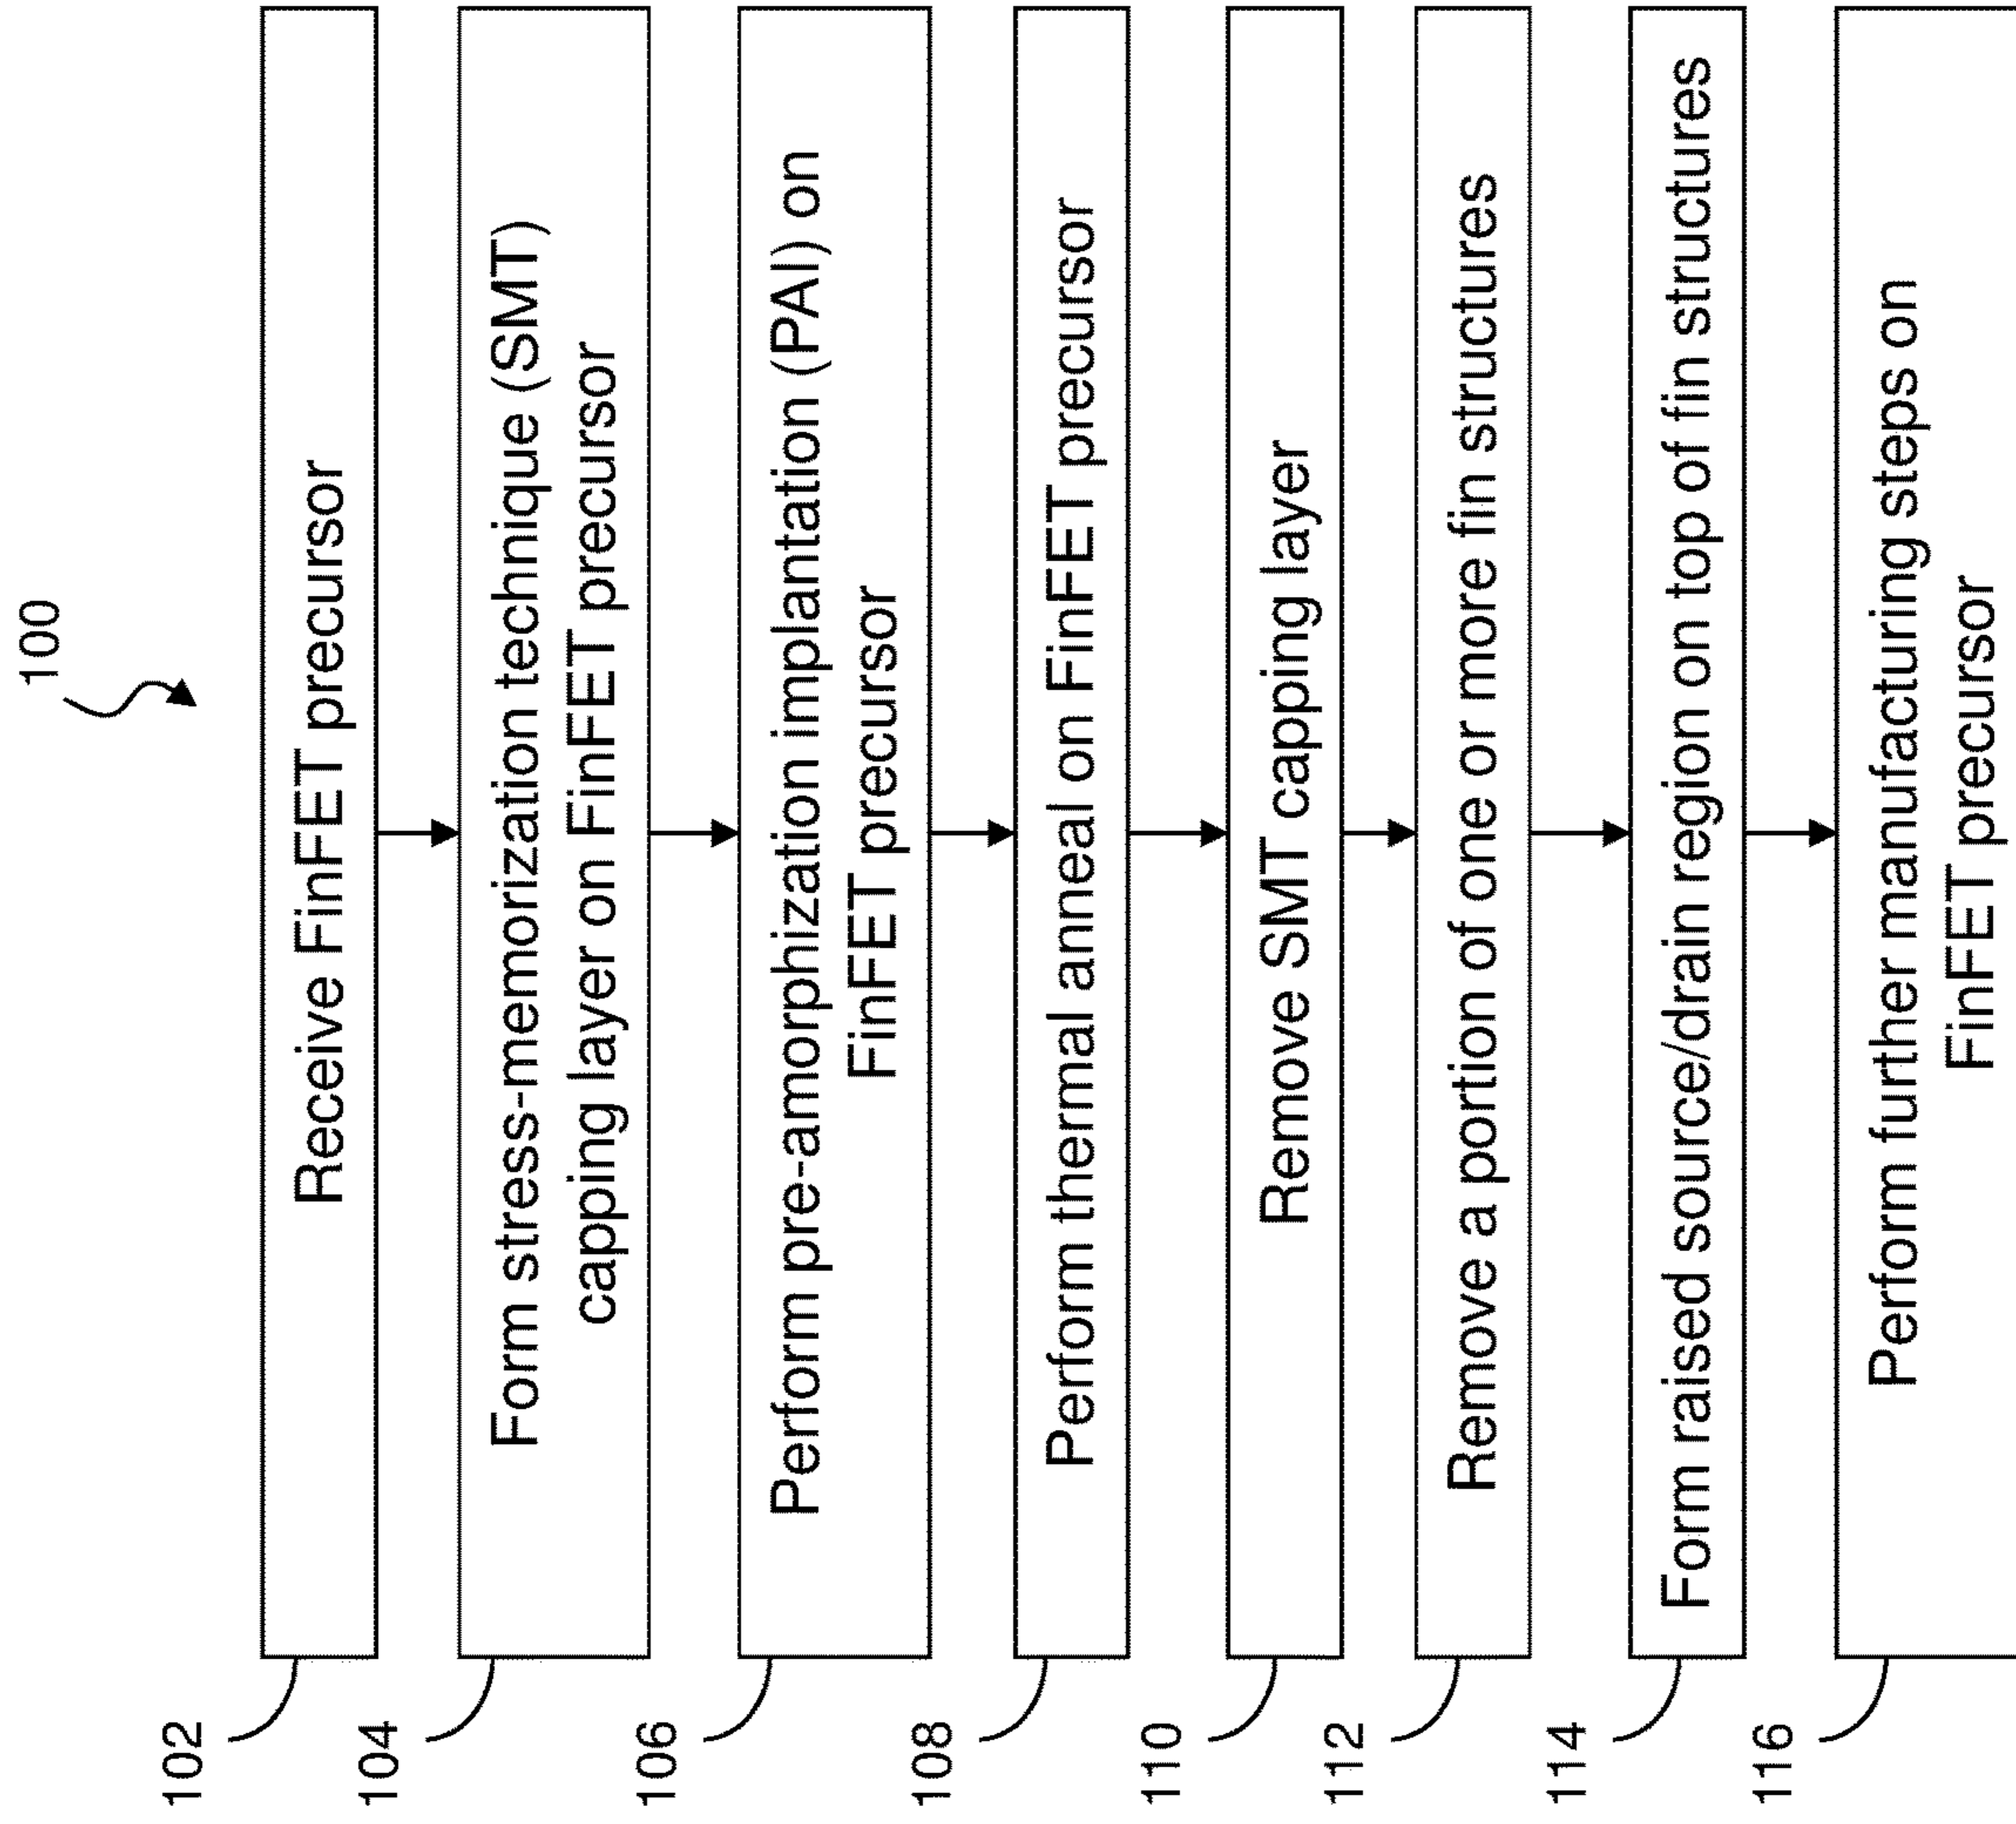 100
102
Receive FinFET precursor
104
Form stress-memorization technique (SMT)
capping layer on FinFET precursor
106
Perform pre-amorphization implantation (PAI) on
FinFET precursor
108
Perform thermal anneal on FinFET precursor
110
Remove SMT capping layer
112
Remove a portion of one or more fin structures
114
Form raised source/drain region on top of fin structures
116
Perform further manufacturing steps on
FinFET precursor